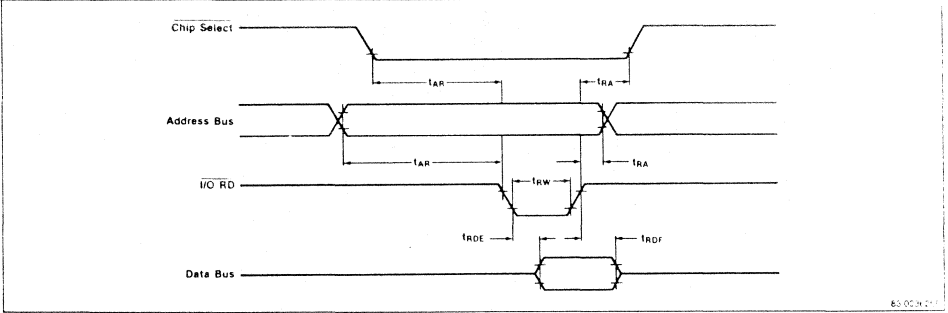 Chip Select
tAR
tRA
Address Bus
tAR
tRA
I/O RD
tRW
tRDE
tRDF
Data Bus